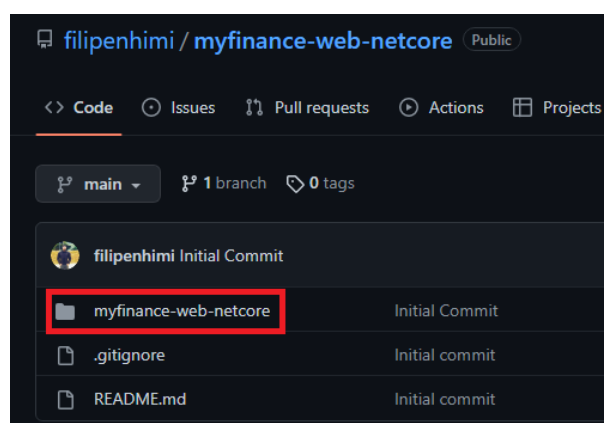 filipenhimi / myfinance-web-netcore Public
<> Code Issues Pull requests Actions Projects
main 1 branch 0 tags
filipenhimi Initial Commit
myfinance-web-netcore Initial Commit
.gitignore Initial commit
README.md Initial commit